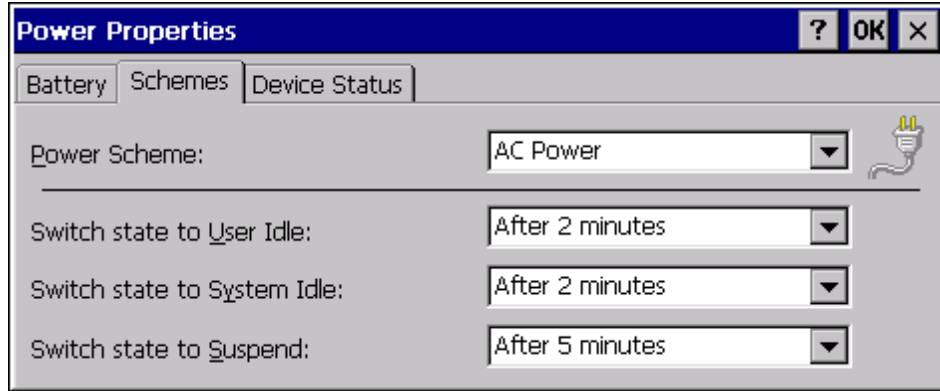 Power Properties ? OK ×
Battery Schemes Device Status
Power Scheme: AC Power
Switch state to User Idle: After 2 minutes
Switch state to System Idle: After 2 minutes
Switch state to Suspend: After 5 minutes